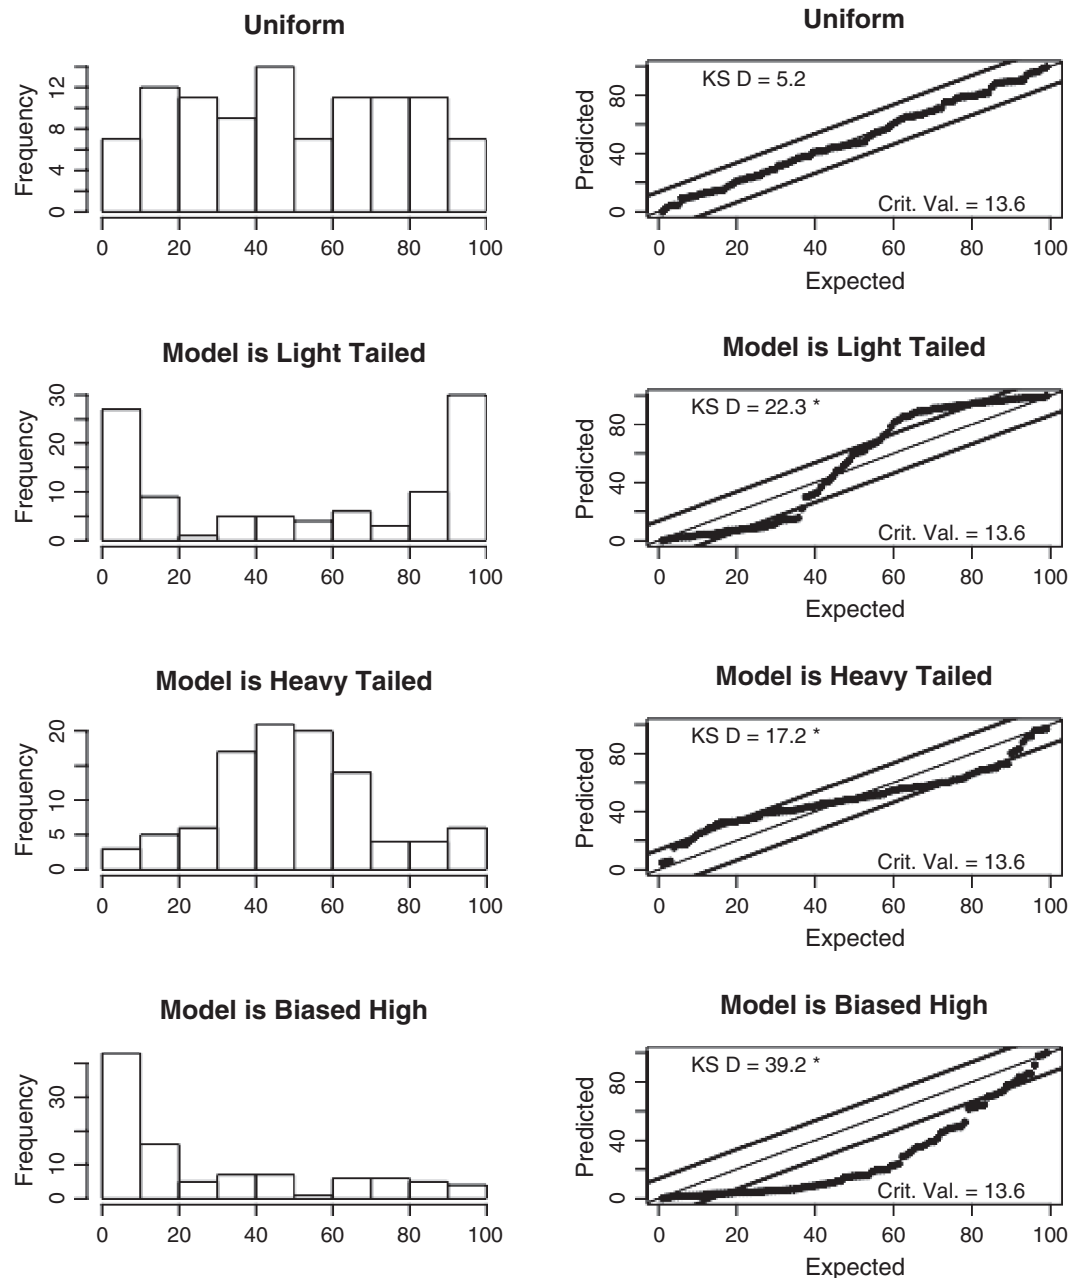 Uniform
Frequency
0 4 8 12
0 20 40 60 80 100
Uniform
KS D = 5.2
Predicted
0 40 80
Crit. Val. = 13.6
0 20 40 60 80 100
Expected
Model is Light Tailed
Frequency
0 10 20 30
0 20 40 60 80 100
Model is Light Tailed
KS D = 22.3 *
Predicted
0 40 80
Crit. Val. = 13.6
0 20 40 60 80 100
Expected
Model is Heavy Tailed
Frequency
0 5 10 20
0 20 40 60 80 100
Model is Heavy Tailed
KS D = 17.2 *
Predicted
0 40 80
Crit. Val. = 13.6
0 20 40 60 80 100
Expected
Model is Biased High
Frequency
0 10 30
0 20 40 60 80 100
Model is Biased High
KS D = 39.2 *
Predicted
0 40 80
Crit. Val. = 13.6
0 20 40 60 80 100
Expected